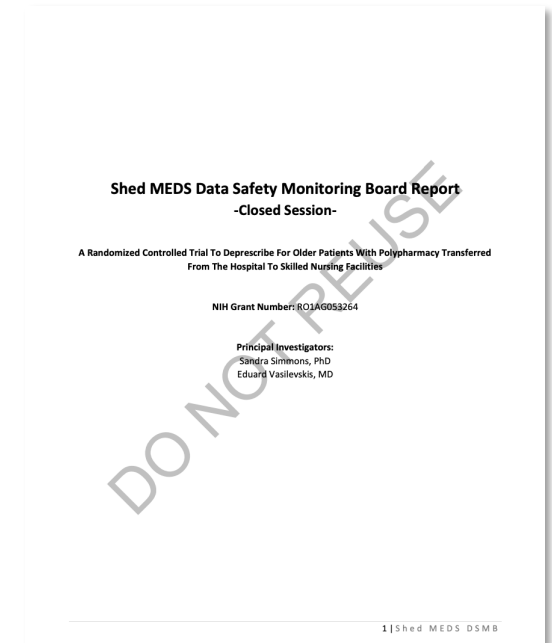 Shed MEDS Data Safety Monitoring Board Report
-Closed Session-
A Randomized Controlled Trial To Deprescribe For Older Patients With Polypharmacy Transferred
From The Hospital To Skilled Nursing Facilities
NIH Grant Number: RO1AG053264
Principal Investigators:
Sandra Simmons, PhD
Eduard Vasilevskis, MD
DO NOT REUSE
1 | Shed MEDS DSMB